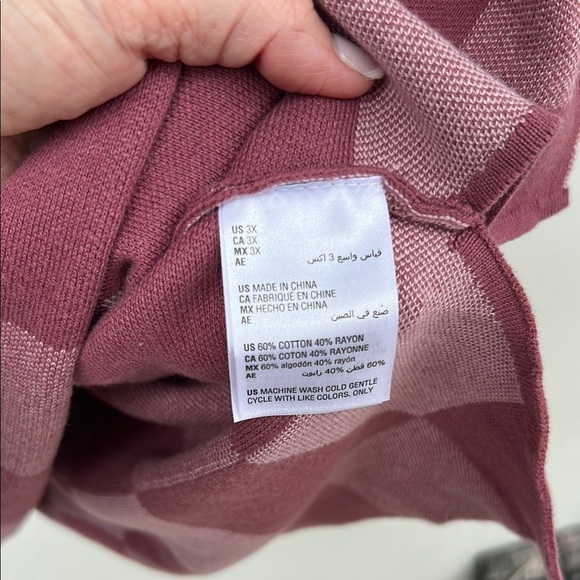 US 3X
CA 3X
MX 3X
AE قياس واسع 3 اكس
US MADE IN CHINA
CA FABRIQUÉ EN CHINE
MX HECHO EN CHINA
AE صنع في الصين
US 60% COTTON 40% RAYON
CA 60% COTON 40% RAYONNE
MX 60% algodón 40% rayón
AE 60% قطن 40% رايون
US MACHINE WASH COLD GENTLE
CYCLE WITH LIKE COLORS. ONLY